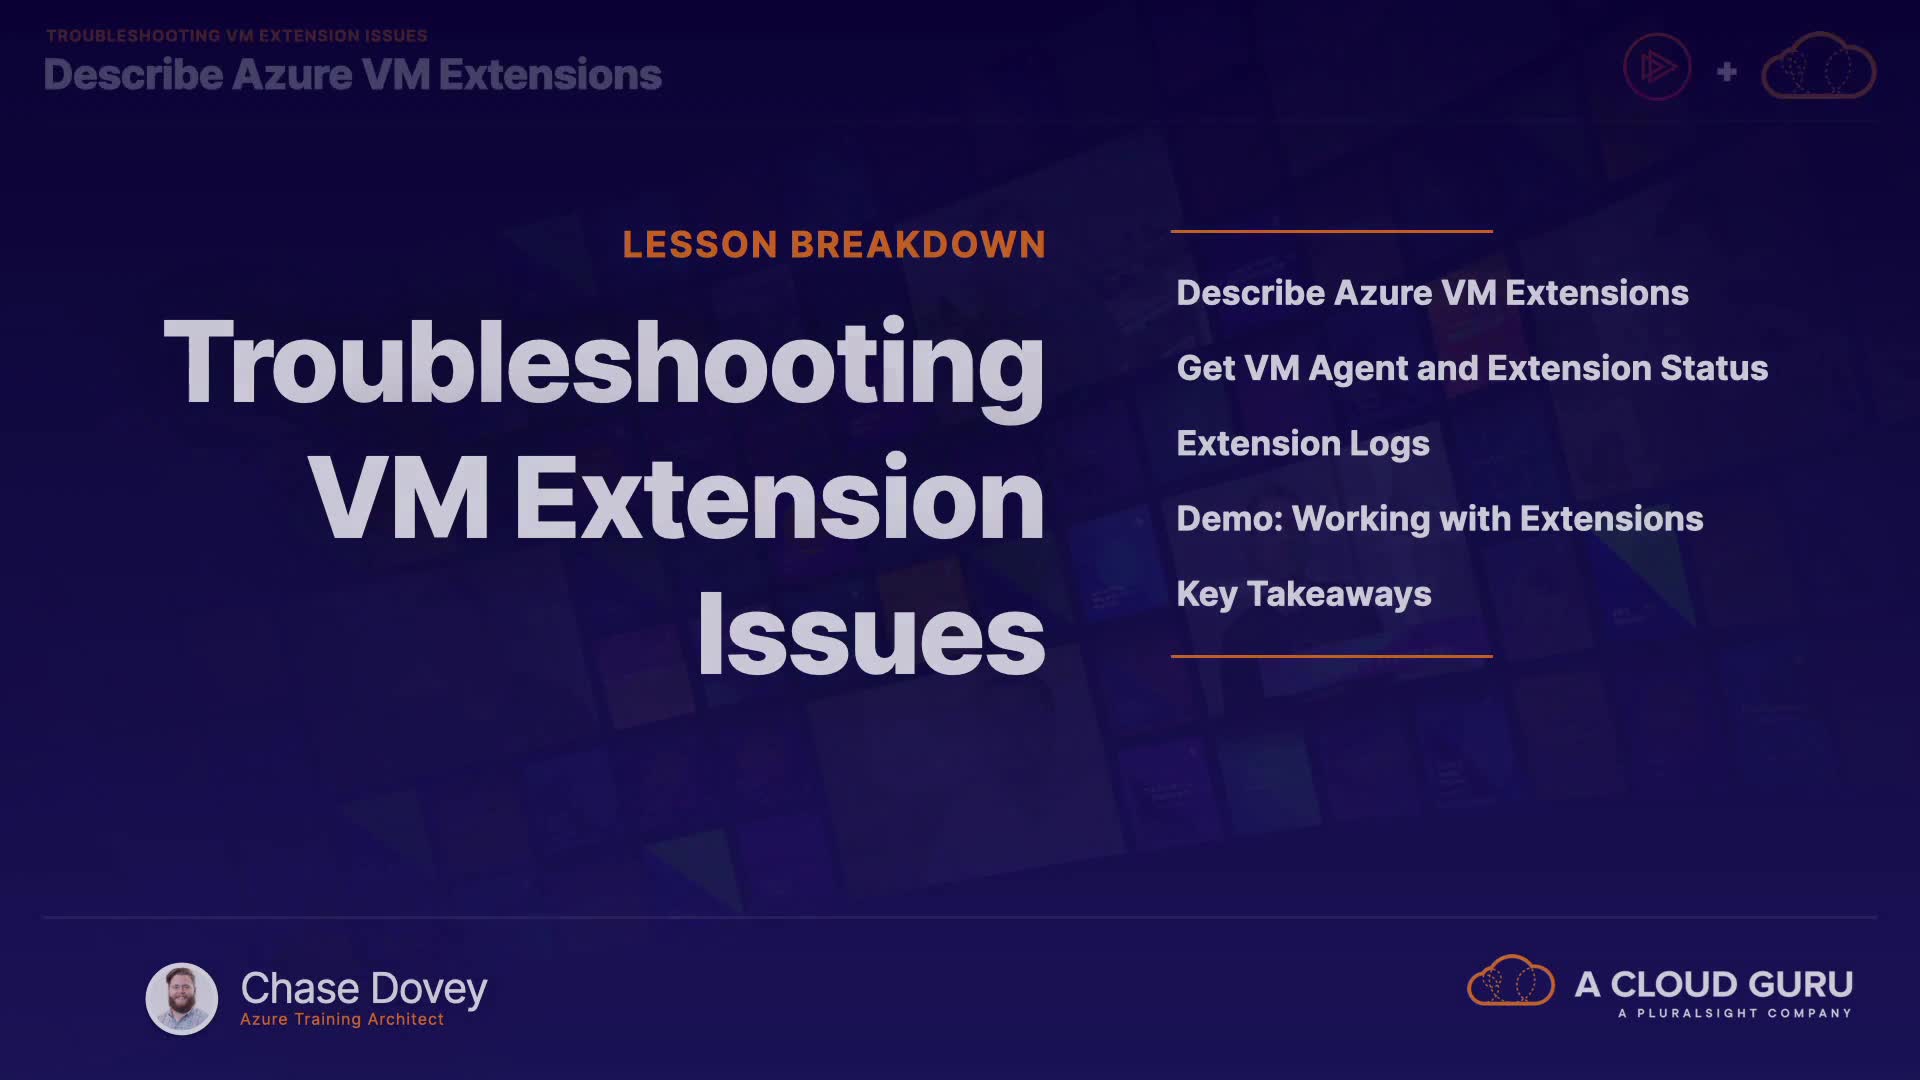 TROUBLESHOOTING VM EXTENSION ISSUES
Describe Azure VM Extensions
LESSON BREAKDOWN
Troubleshooting
VM Extension
Issues
Describe Azure VM Extensions
Get VM Agent and Extension Status
Extension Logs
Demo: Working with Extensions
Key Takeaways
Chase Dovey
Azure Training Architect
A CLOUD GURU
A PLURALSIGHT COMPANY